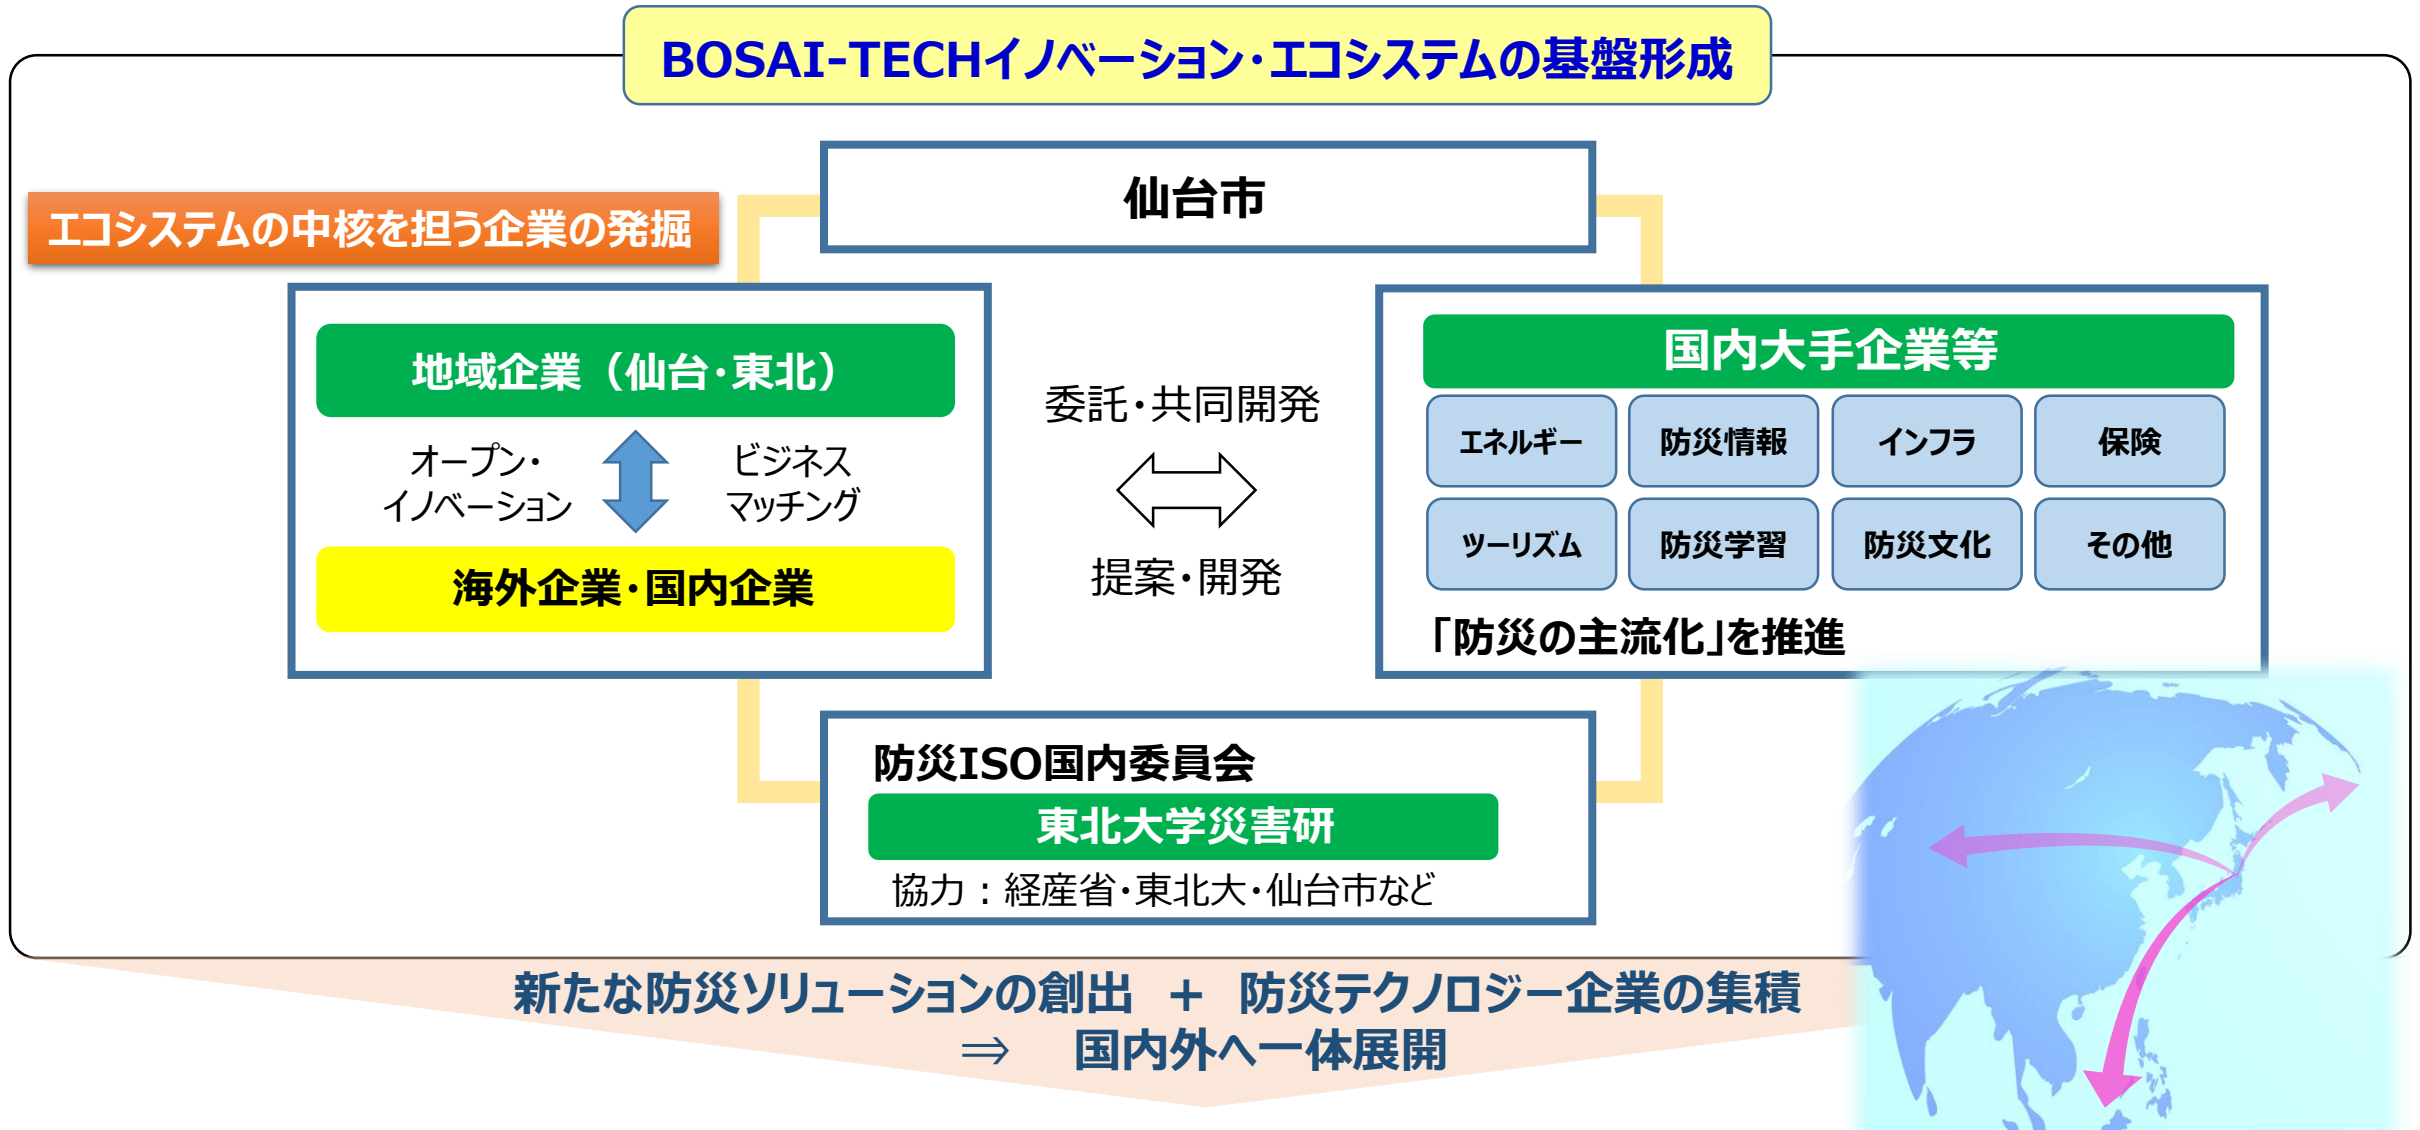 BOSAI-TECHイノベーション・エコシステムの基盤形成
仙台市
エコシステムの中核を担う企業の発掘
地域企業（仙台・東北）
オープン・
イノベーション
ビジネス
マッチング
海外企業・国内企業
委託・共同開発
提案・開発
国内大手企業等
エネルギー
防災情報
インフラ
保険
ツーリズム
防災学習
防災文化
その他
「防災の主流化」を推進
防災ISO国内委員会
東北大学災害研
協力：経産省・東北大・仙台市など
新たな防災ソリューションの創出　＋　防災テクノロジー企業の集積
⇒　国内外へ一体展開